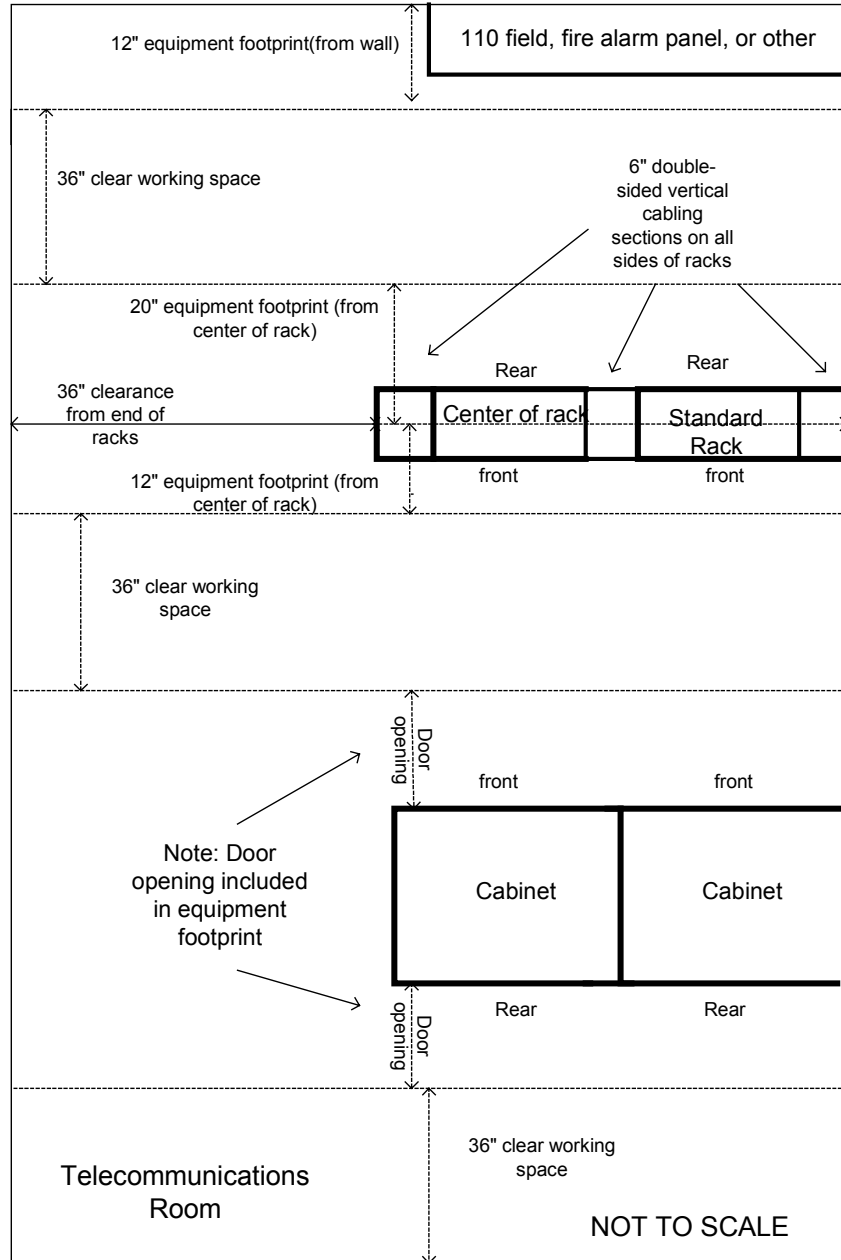 12" equipment footprint(from wall)
110 field, fire alarm panel, or other
36" clear working space
6" double-
sided vertical
cabling
sections on all
sides of racks
20" equipment footprint (from
center of rack)
Rear
Rear
36" clearance
from end of
racks
Center of rack
Standard
Rack
12" equipment footprint (from
center of rack)
front
front
36" clear working
space
Door
opening
front
front
Note: Door
opening included
in equipment
footprint
Cabinet
Cabinet
Door
opening
Rear
Rear
36" clear working
space
Telecommunications
Room
NOT TO SCALE